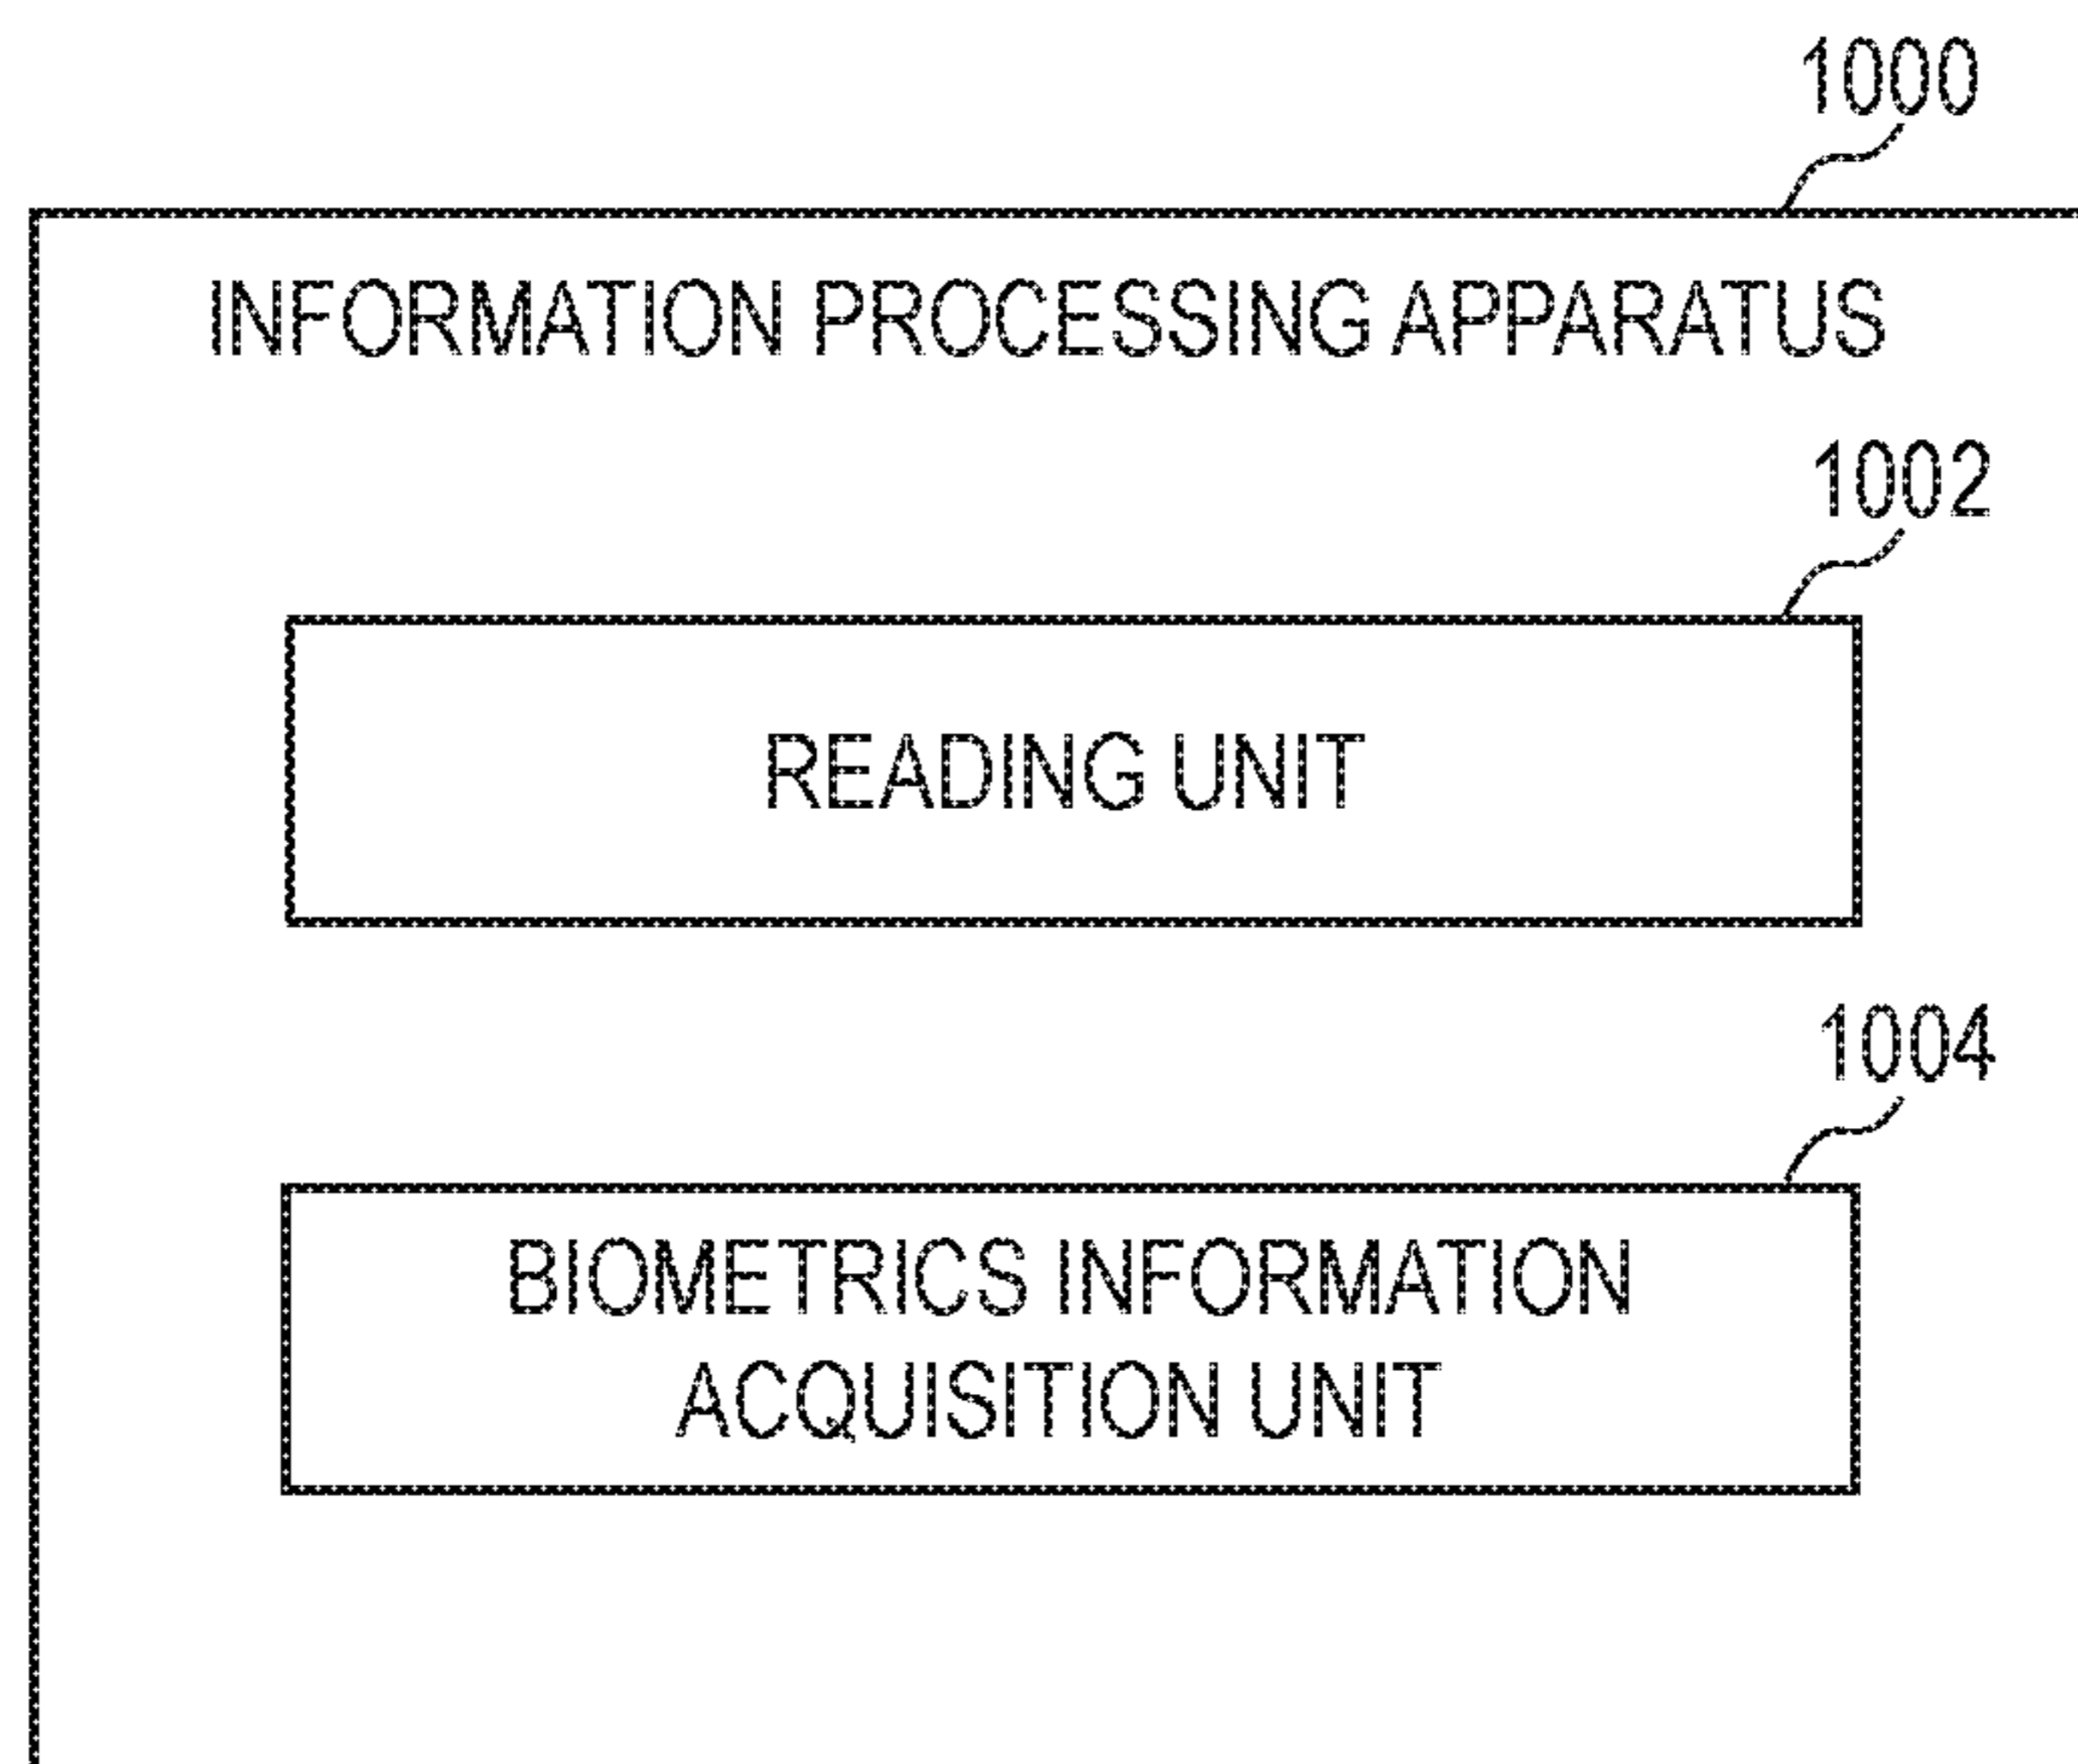 1000
INFORMATION PROCESSING APPARATUS
1002
READING UNIT
1004
BIOMETRICS INFORMATION
ACQUISITION UNIT